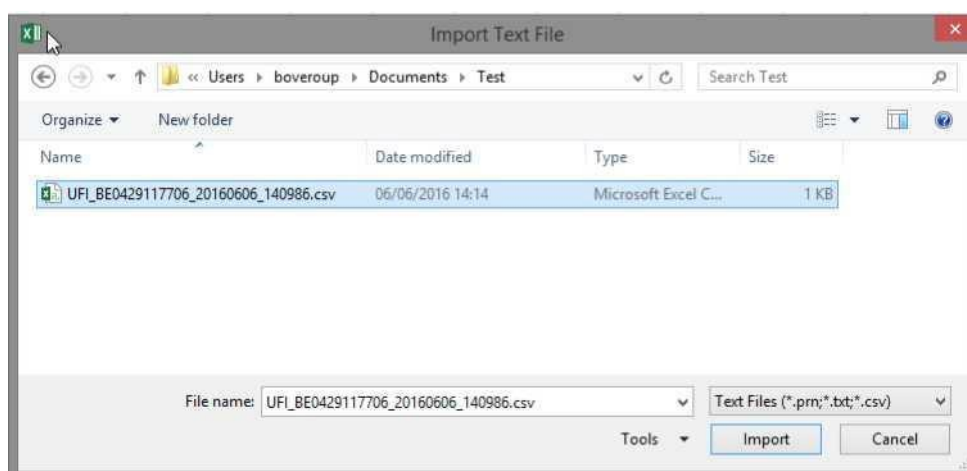 Import Text File
« Users Documents boveroup Test
Search Test
Organize New folder
Name Date modified Type Size
UFI_BE0429117706_20160606_140986.csv 06/06/2016 14:14 Microsoft Excel C... 1 KB
File name: UFI_BE0429117706_20160606_140986.csv Text Files (*.prn;*.txt;*.csv)
Tools Import Cancel